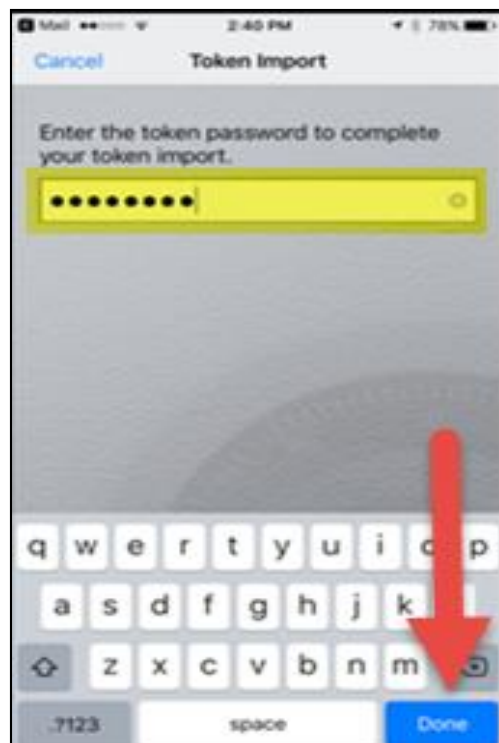 Mail 2:40 PM 78%
Cancel Token Import
Enter the token password to complete
your token import.
q w e r t y u i o p
a s d f g h j k
z x c v b n m
.?123 space Done